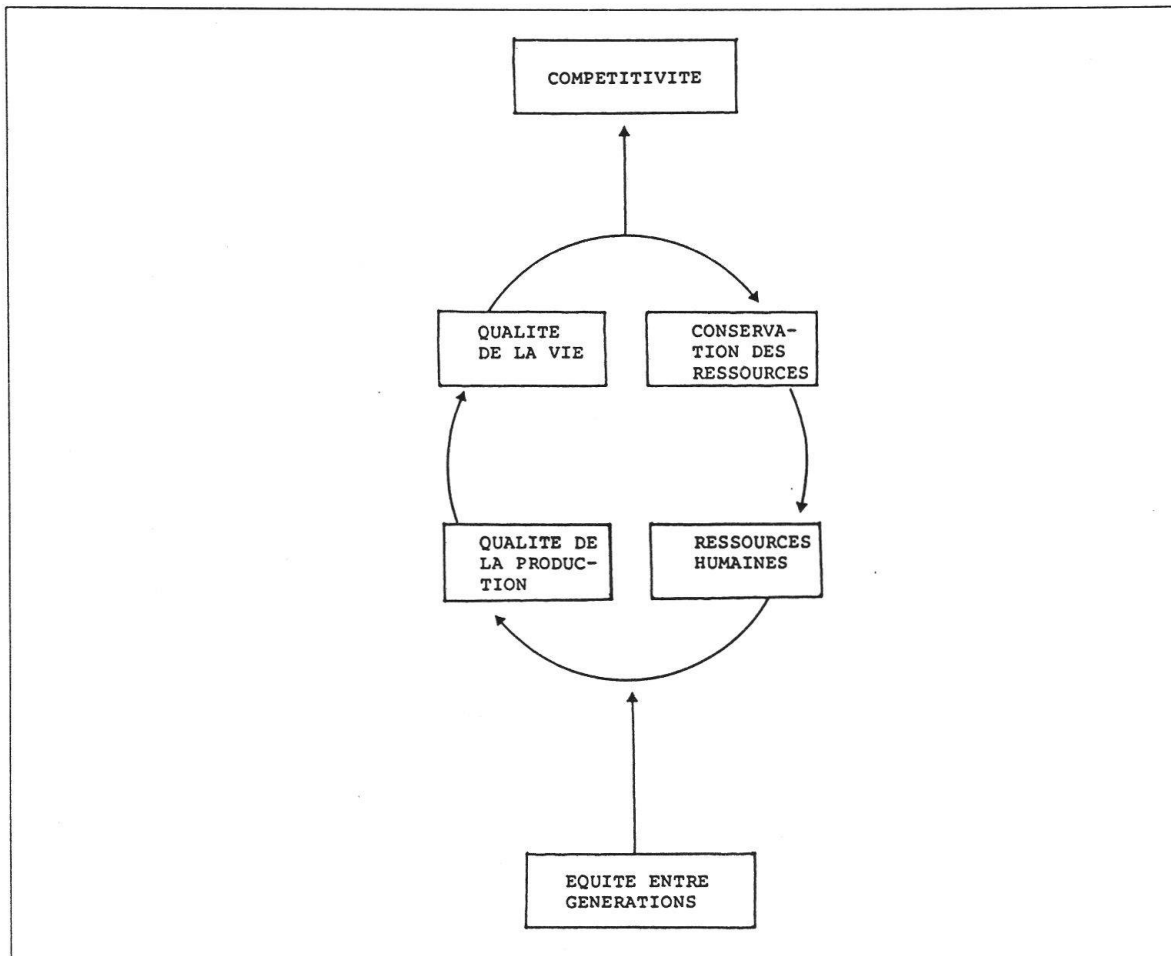 COMPETITIVITE
QUALITE
DE LA VIE
CONSERVA-
TION DES
RESSOURCES
QUALITE DE
LA PRODUC-
TION
RESSOURCES
HUMAINES
EQUITE ENTRE
GENERATIONS